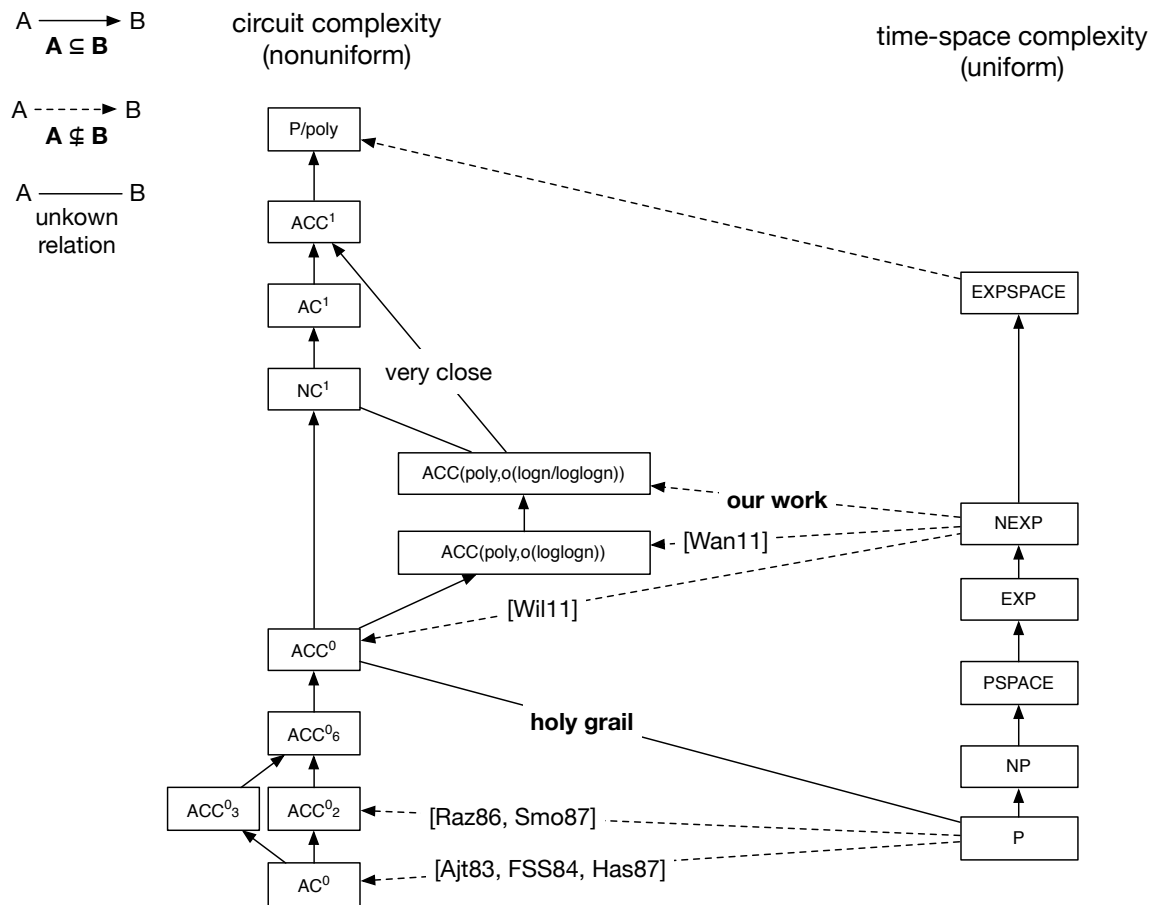 A B
A ⊆ B
A B
A ⊈ B
A B
unkown
relation
circuit complexity
(nonuniform)
time-space complexity
(uniform)
P/poly
ACC¹
EXPSPACE
AC¹
very close
NC¹
ACC(poly,o(logn/loglogn))
our work
NEXP
[Wan11]
ACC(poly,o(loglogn))
EXP
[Wil11]
ACC⁰
PSPACE
holy grail
ACC⁰₆
NP
ACC⁰₃
ACC⁰₂
[Raz86, Smo87]
P
[Ajt83, FSS84, Has87]
AC⁰